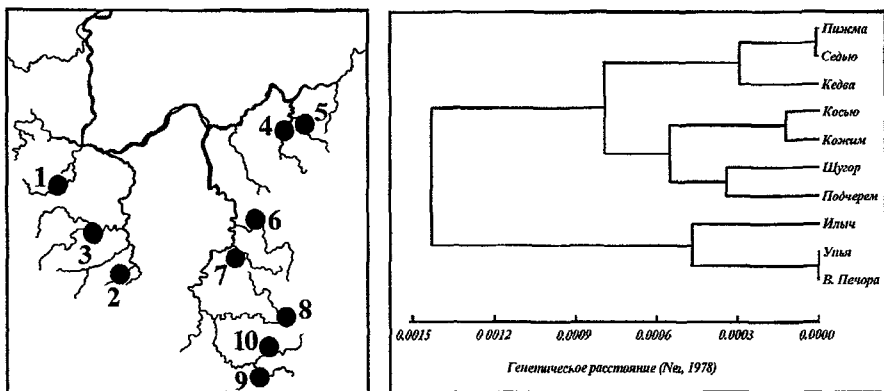 1
2
3
4
5
6
7
8
9
10
Пижма
Седью
Кедва
Косью
Кожим
Щугор
Подчерем
Илыч
Унья
В. Печора
0.0015 0.0012 0.0009 0.0006 0.0003 0.0000
Генетическое расстояние (Nei, 1978)